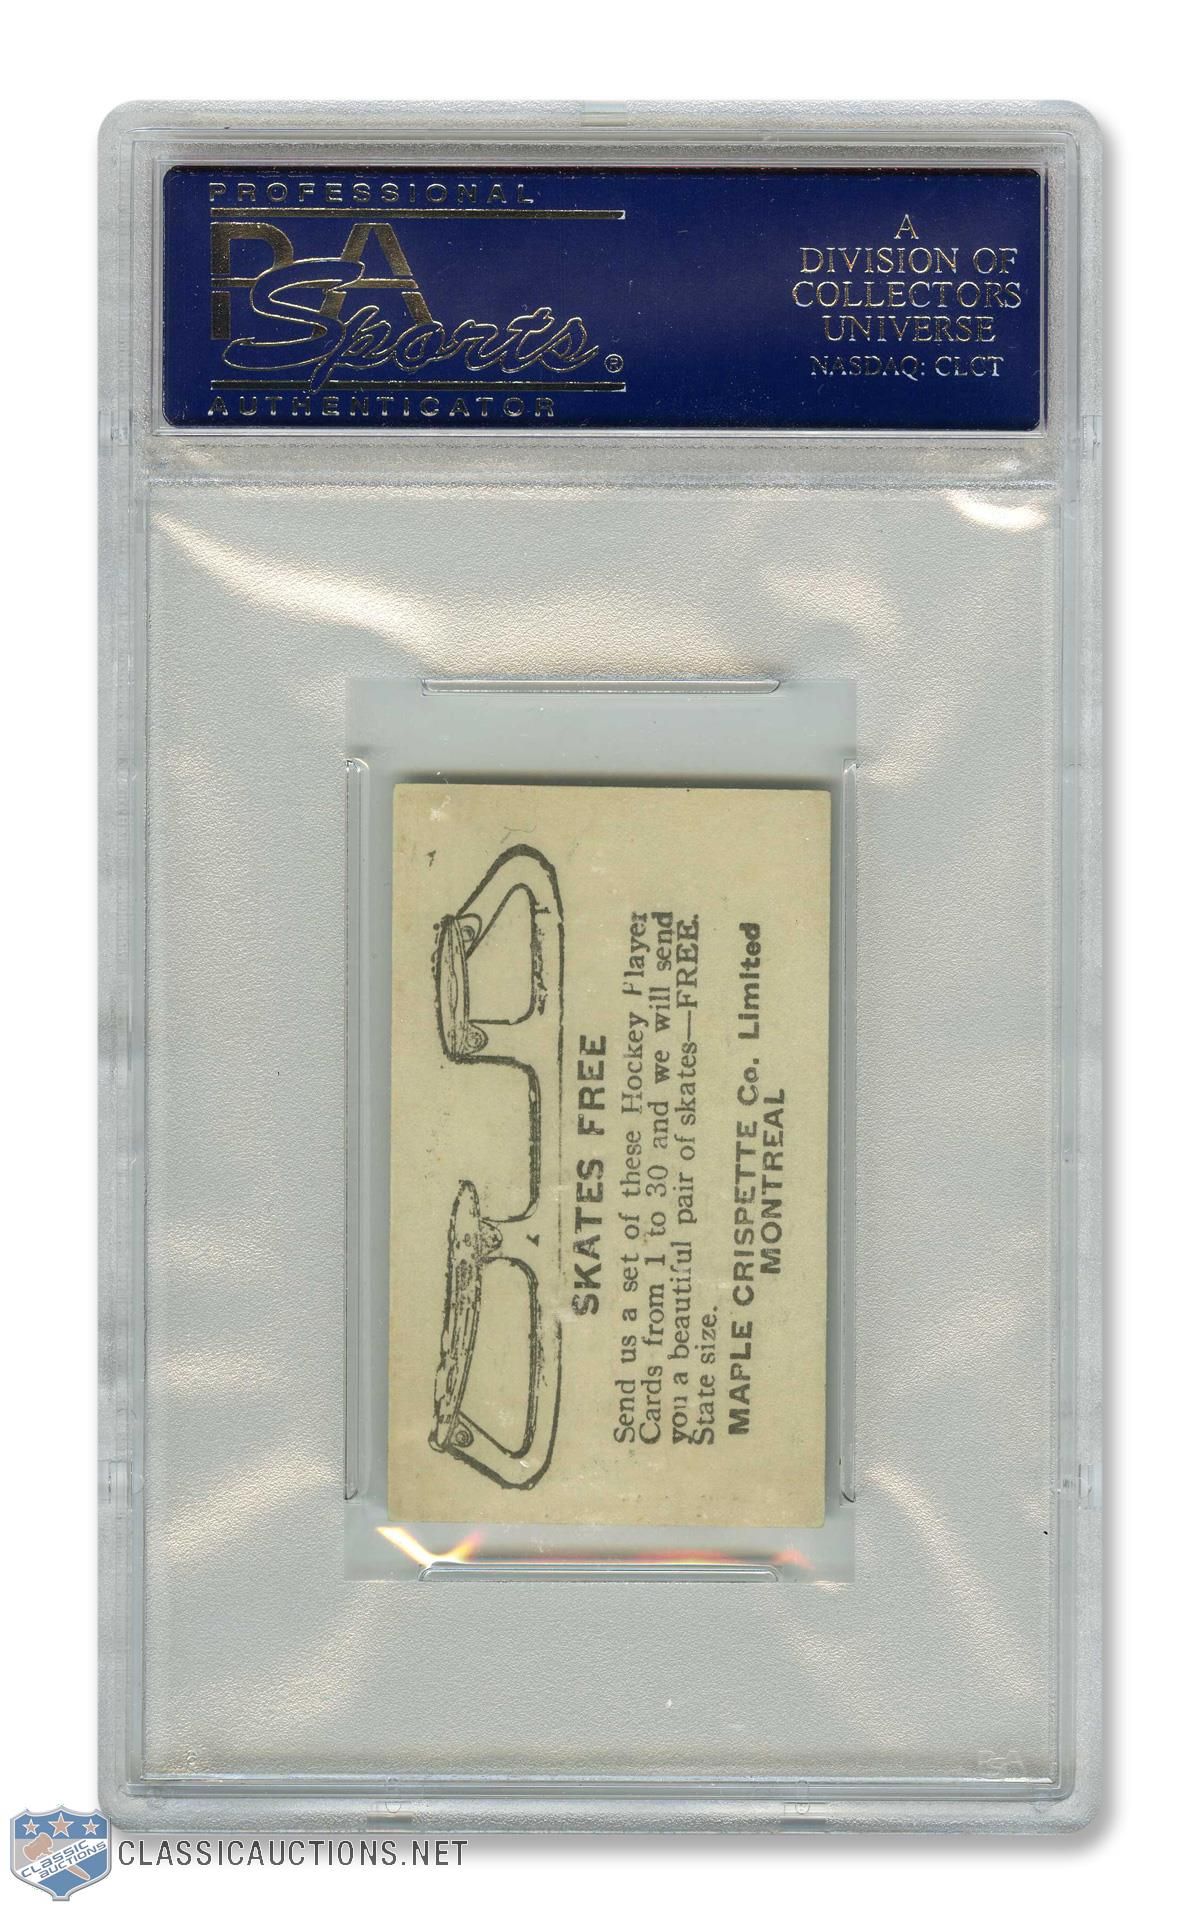 PROFESSIONAL
PSA
Sports®
AUTHENTICATOR
A
DIVISION OF
COLLECTORS
UNIVERSE
NASDAQ: CLCT
SKATES FREE
Send us a set of these Hockey Player
Cards from 1 to 30 and we will send
you a beautiful pair of skates—FREE.
State size.
MAPLE CRISPETTE Co. Limited
MONTREAL
PSA
CLASSIC
AUCTIONS
CLASSICAUCTIONS.NET